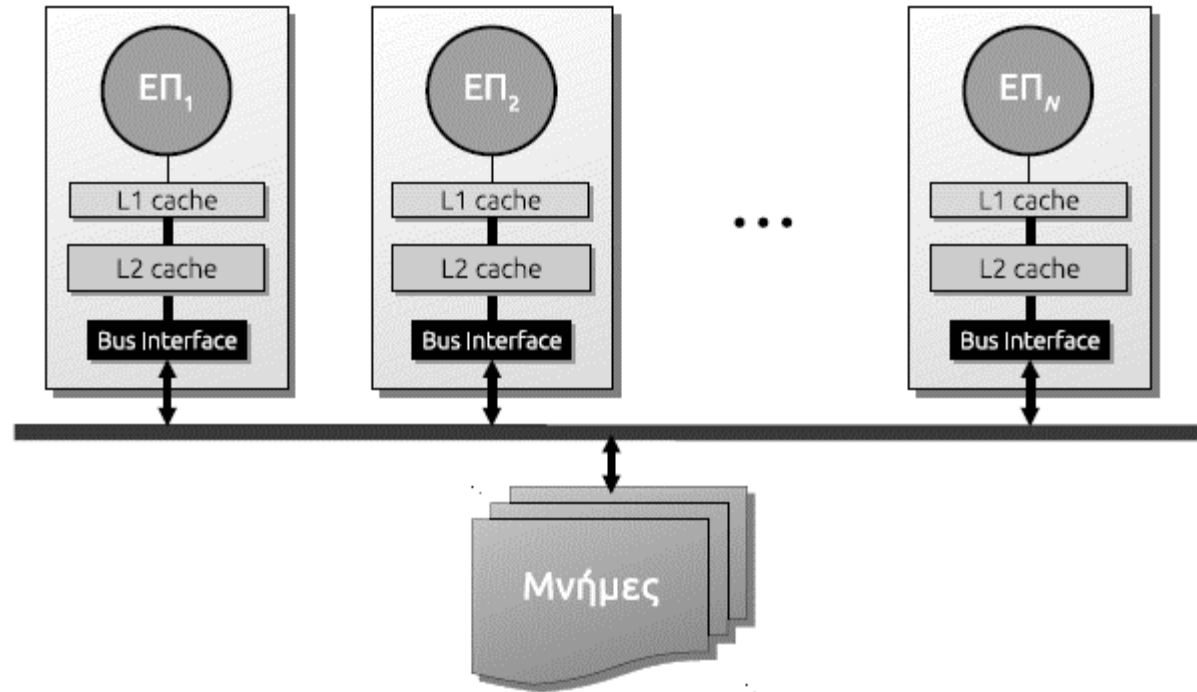 ΕΠ1 ΕΠ2 ΕΠN
L1 cache L1 cache L1 cache
L2 cache L2 cache L2 cache
Bus Interface Bus Interface Bus Interface
Μνήμες